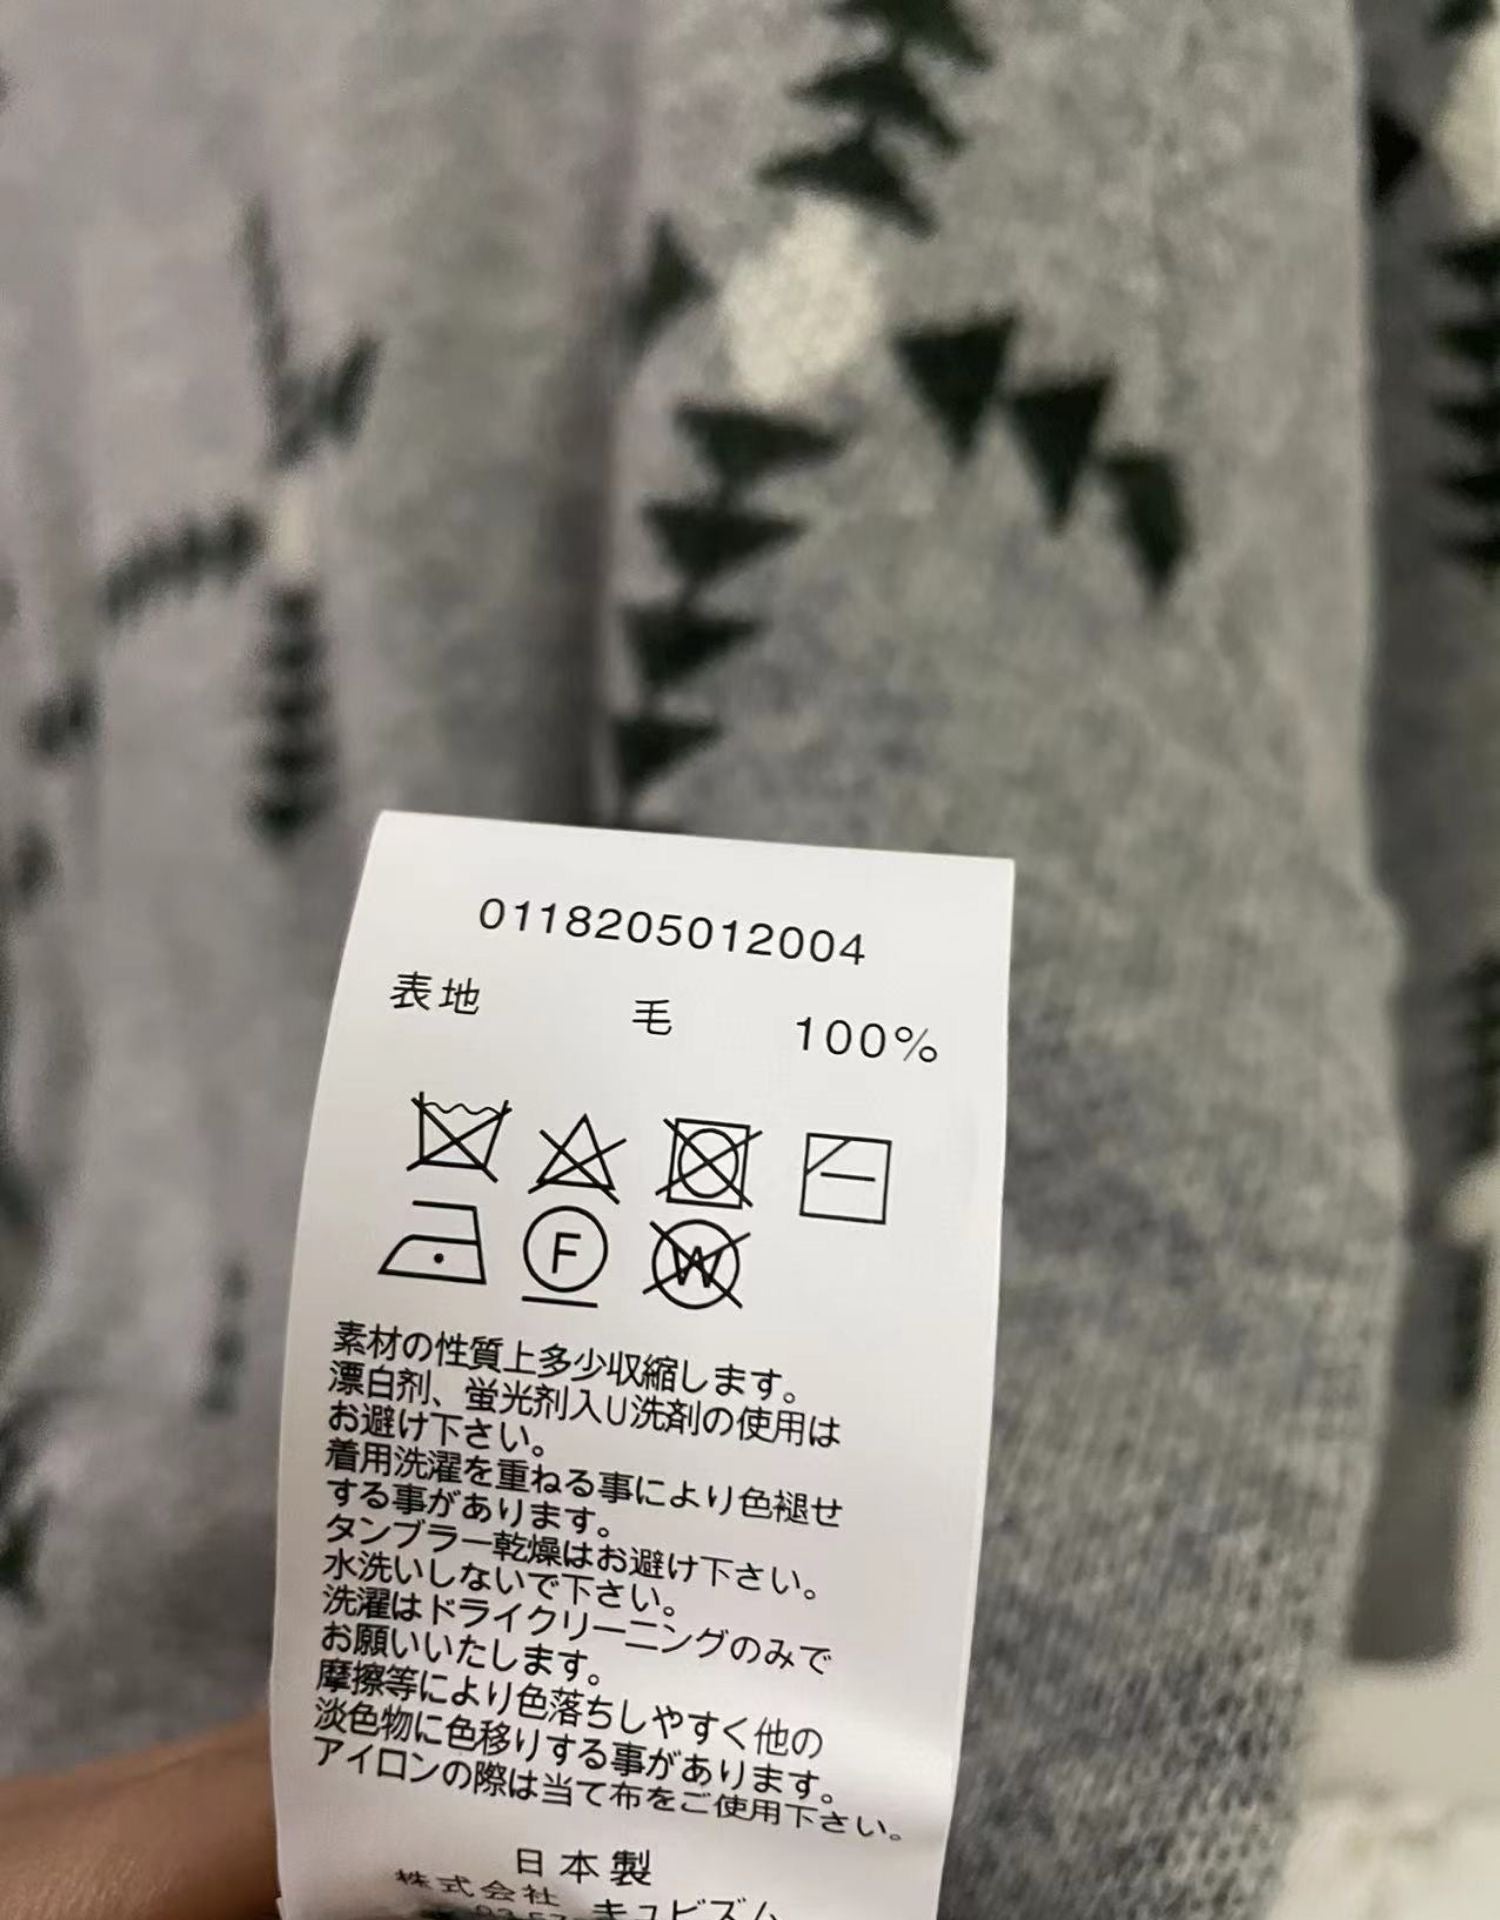 0118205012004
表地 毛 100%
F W
素材の性質上多少収縮します。
漂白剤、蛍光剤入り洗剤の使用は
お避け下さい。
着用洗濯を重ねる事により色褪せ
する事があります。
タンブラー乾燥はお避け下さい。
水洗いしないで下さい。
洗濯はドライクリーニングのみで
お願いいたします。
摩擦等により色落ちしやすく他の
淡色物に色移りする事があります。
アイロンの際は当て布をご使用下さい。
日本製
株式会社 キュビズム